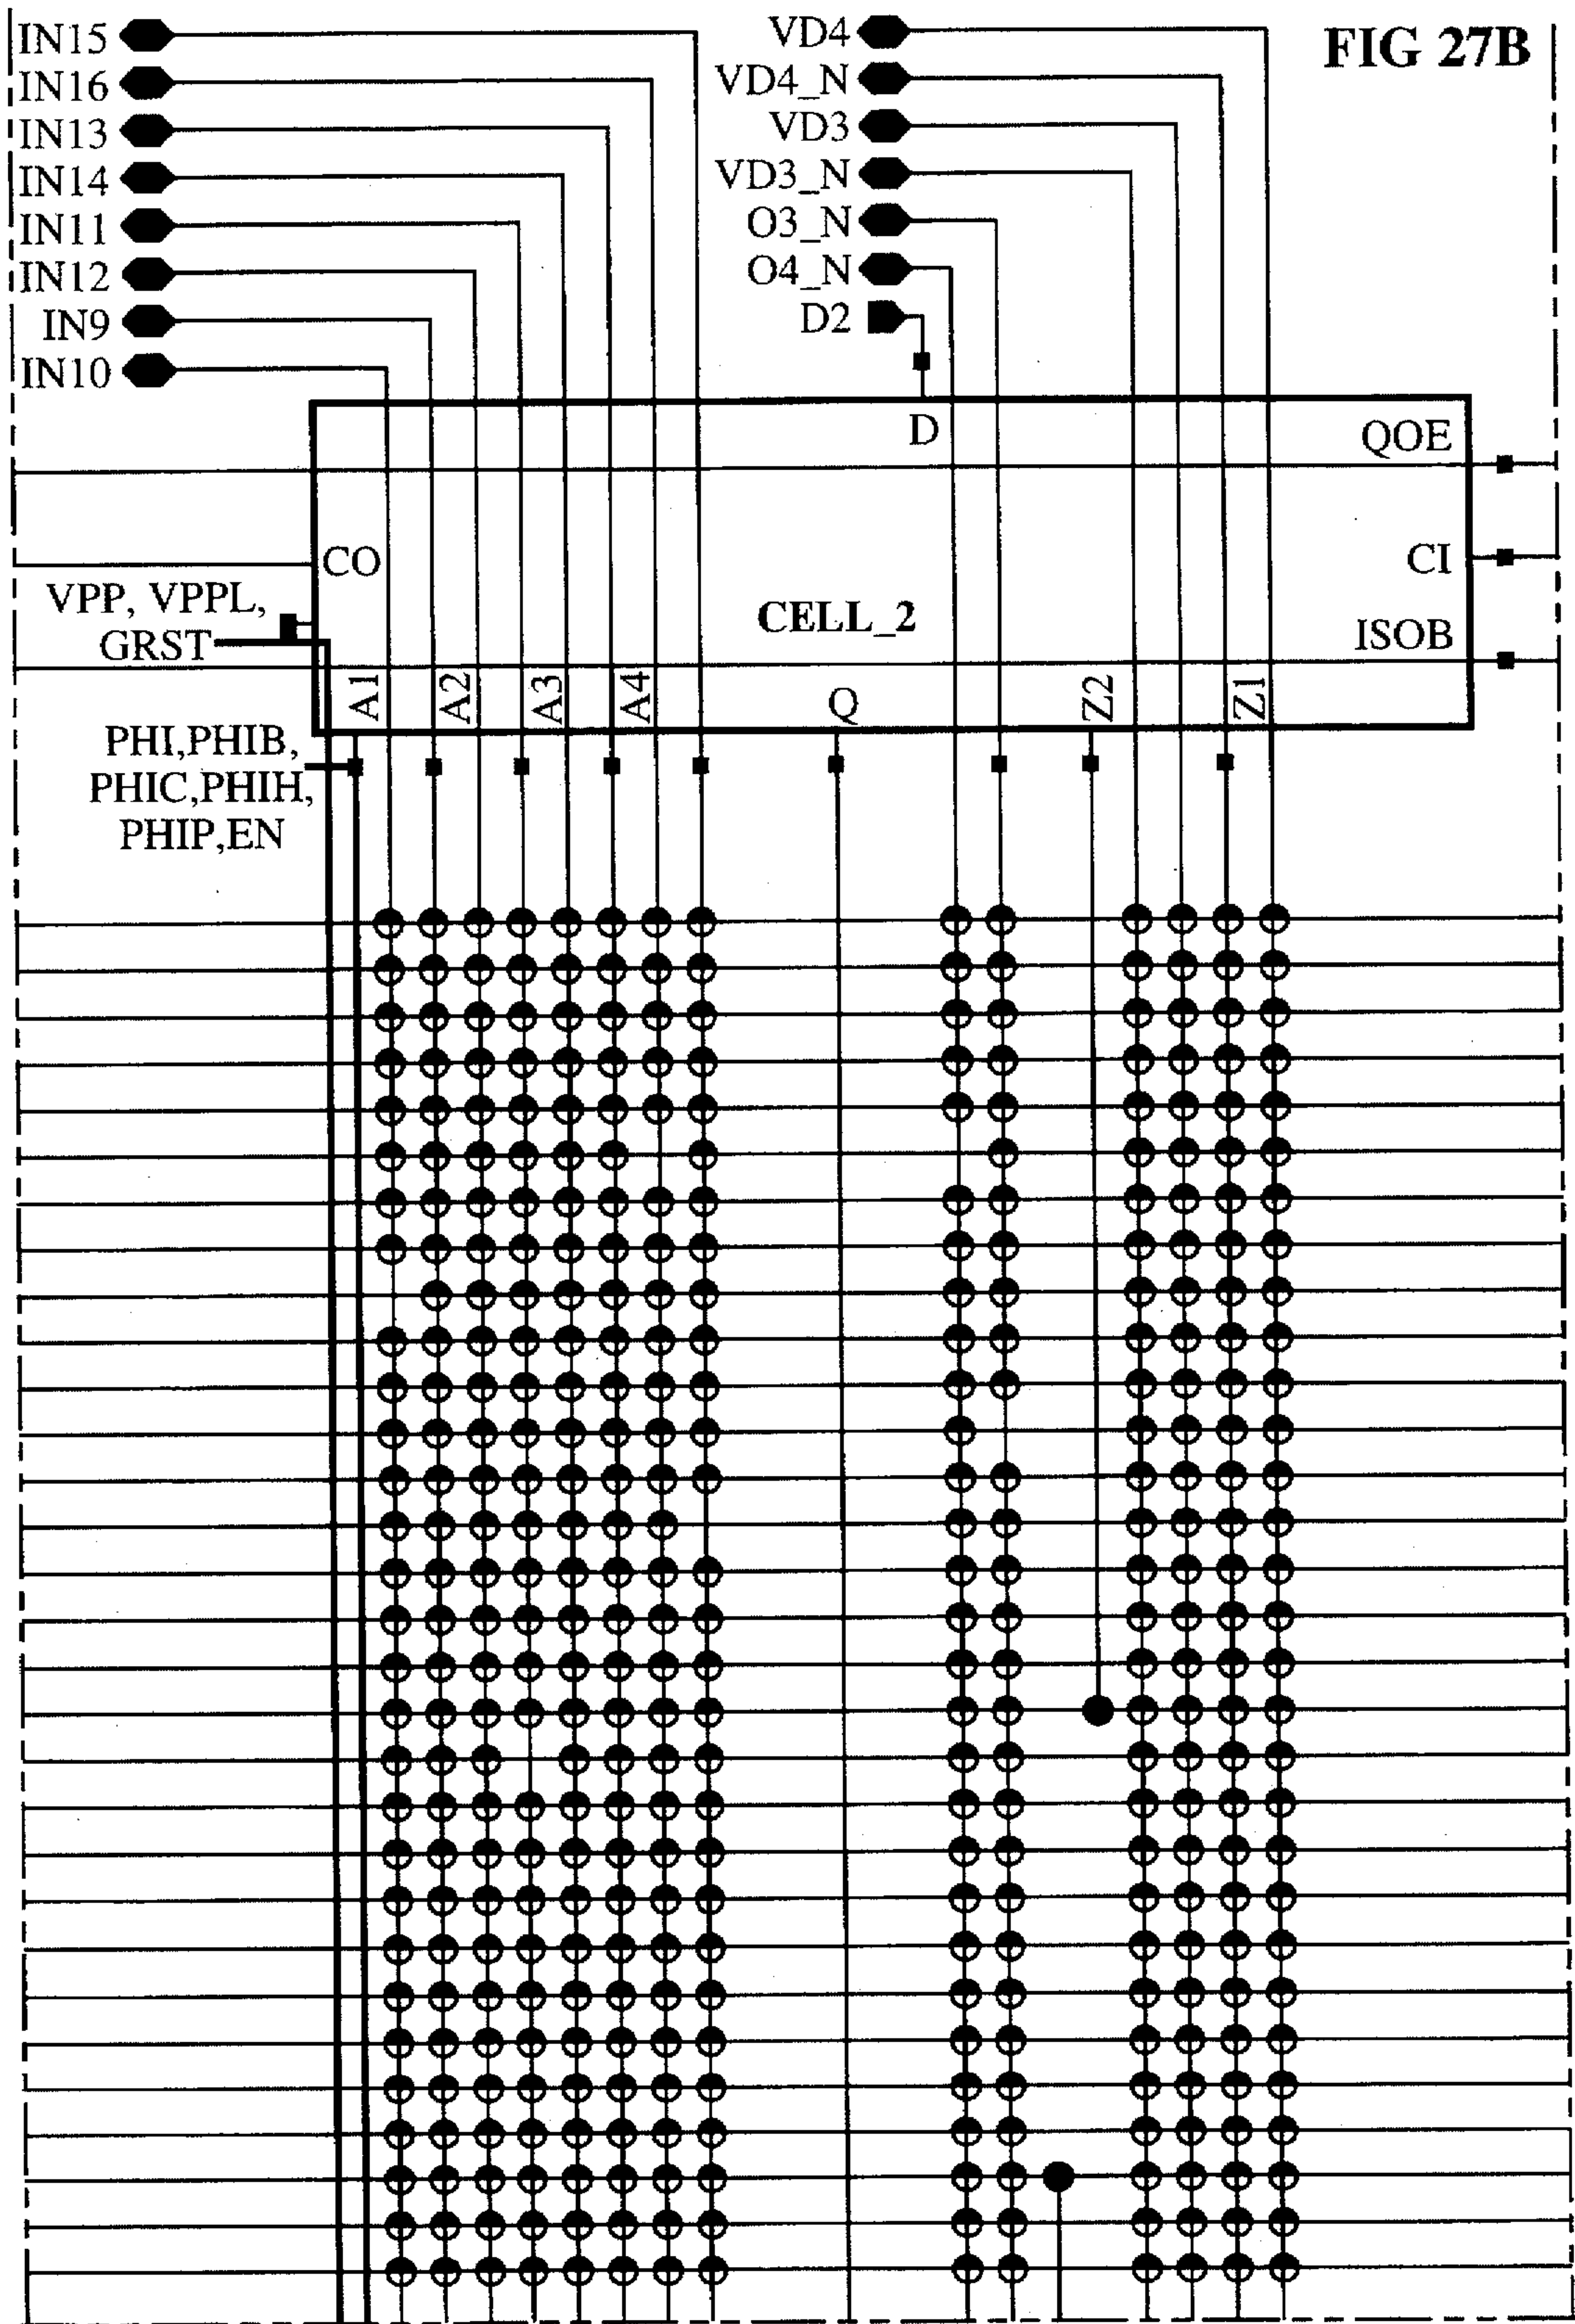 FIG 27B
IN15
IN16
IN13
IN14
IN11
IN12
IN9
IN10
VD4
VD4_N
VD3
VD3_N
O3_N
O4_N
D2
D
QOE
CO
CI
VPP, VPPL,
GRST
CELL_2
ISOB
A1
A2
A3
A4
Q
Z2
Z1
PHI,PHIB,
PHIC,PHIH,
PHIP,EN